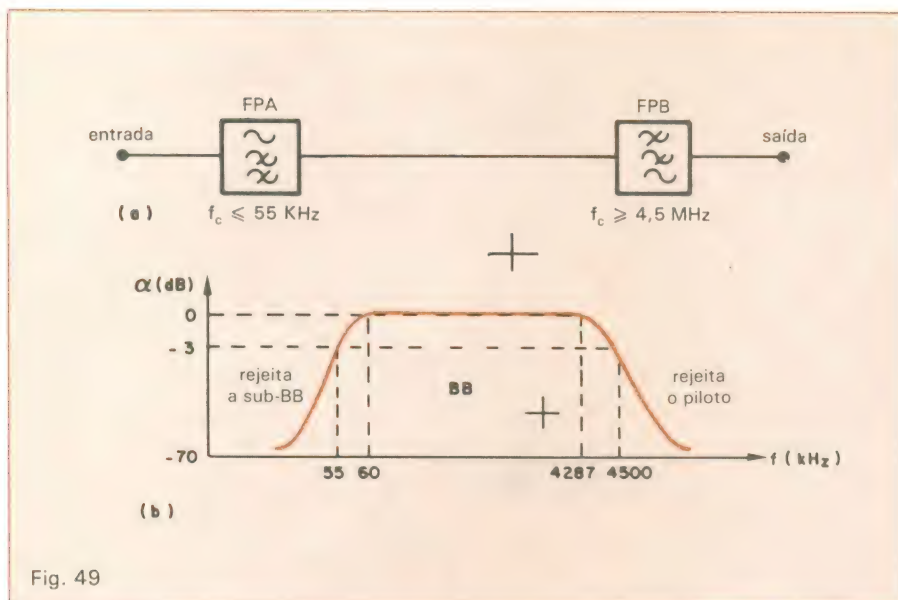 FPA
FPB
entrada
saída
(a)
f_c ≤ 55 KHz
f_c ≥ 4,5 MHz
α (dB)
0
-3
-70
rejeita
a sub-BB
BB
rejeita
o piloto
55
60
4287
4500
f (kHz)
(b)
Fig. 49